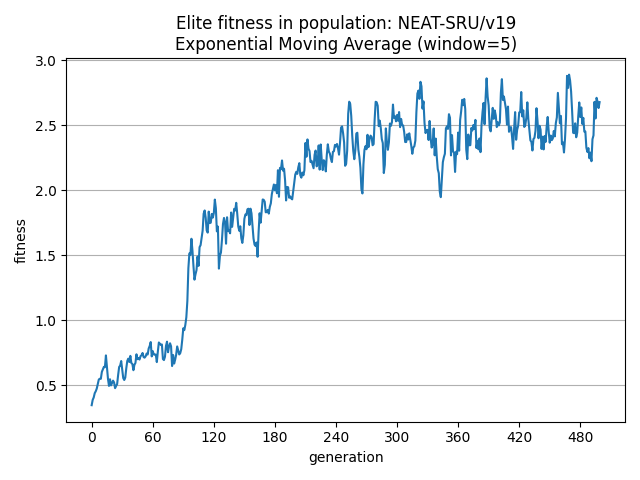 Elite fitness in population: NEAT-SRU/v19
Exponential Moving Average (window=5)
fitness
3.0
2.5
2.0
1.5
1.0
0.5
0 60 120 180 240 300 360 420 480
generation